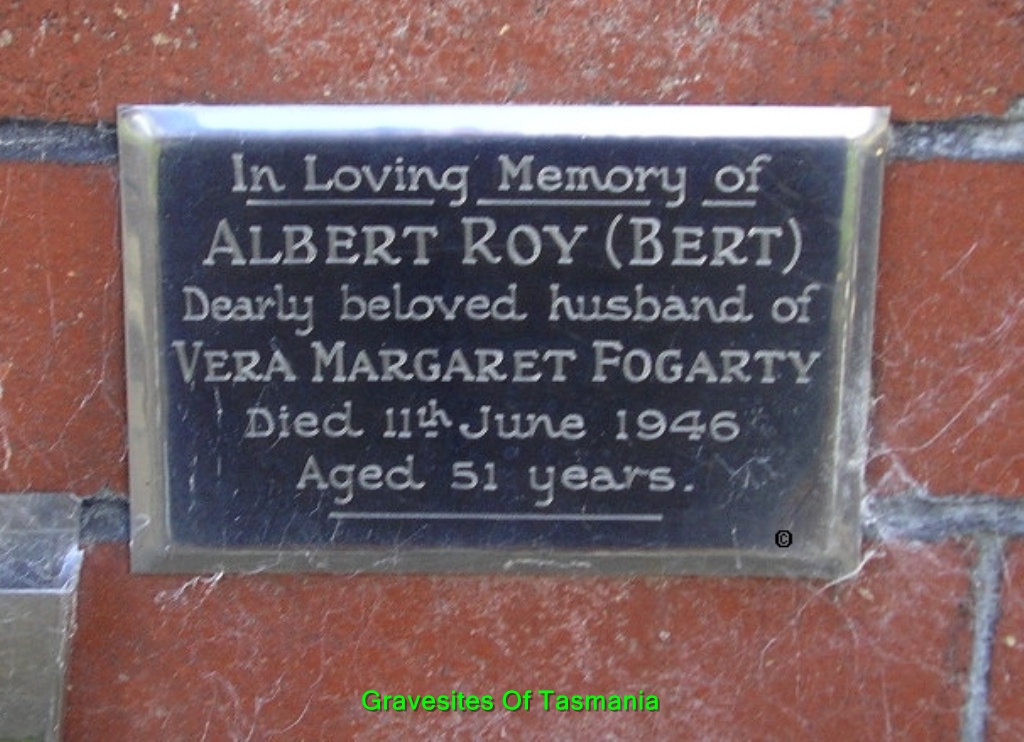 In Loving Memory of
ALBERT ROY (BERT)
Dearly beloved husband of
VERA MARGARET FOGARTY
Died 11th June 1946
Aged 51 years.
©
Gravesites Of Tasmania